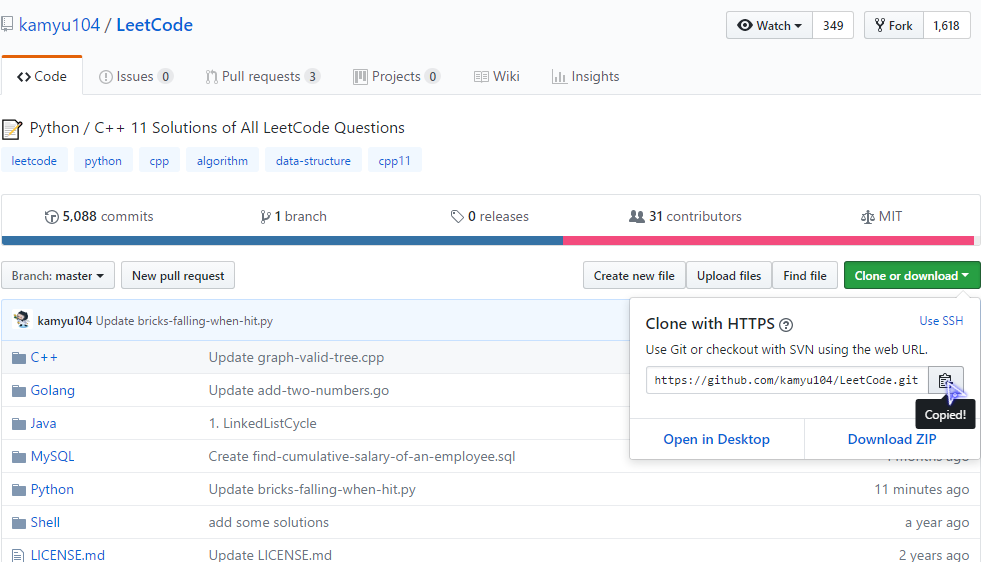 kamyu104 / LeetCode
Watch 349 Fork 1,618
Code Issues 0 Pull requests 3 Projects 0 Wiki Insights
Python / C++ 11 Solutions of All LeetCode Questions
leetcode python cpp algorithm data-structure cpp11
5,088 commits 1 branch 0 releases 31 contributors MIT
Branch: master New pull request Create new file Upload files Find file Clone or download
kamyu104 Update bricks-falling-when-hit.py
Clone with HTTPS Use SSH
Use Git or checkout with SVN using the web URL.
https://github.com/kamyu104/LeetCode.git
Copied!
Open in Desktop Download ZIP
C++ Update graph-valid-tree.cpp
Golang Update add-two-numbers.go
Java 1. LinkedListCycle
MySQL Create find-cumulative-salary-of-an-employee.sql
Python Update bricks-falling-when-hit.py 11 minutes ago
Shell add some solutions a year ago
LICENSE.md Update LICENSE.md 2 years ago